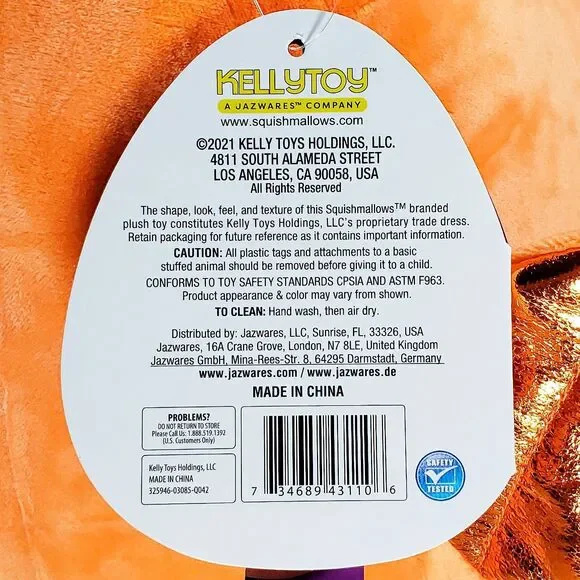 KELLYTOY™
A JAZWARES™ COMPANY
www.squishmallows.com
©2021 KELLY TOYS HOLDINGS, LLC.
4811 SOUTH ALAMEDA STREET
LOS ANGELES, CA 90058, USA
All Rights Reserved
The shape, look, feel, and texture of this Squishmallows™ branded
plush toy constitutes Kelly Toys Holdings, LLC's proprietary trade dress.
Retain packaging for future reference as it contains important information.
CAUTION: All plastic tags and attachments to a basic
stuffed animal should be removed before giving it to a child.
CONFORMS TO TOY SAFETY STANDARDS CPSIA AND ASTM F963.
Product appearance & color may vary from shown.
TO CLEAN: Hand wash, then air dry.
Distributed by: Jazwares, LLC, Sunrise, FL, 33326, USA
Jazwares, 16A Crane Grove, London, N7 8LE, United Kingdom
Jazwares GmbH, Mina-Rees-Str. 8, 64295 Darmstadt, Germany
www.jazwares.com / www.jazwares.de
MADE IN CHINA
PROBLEMS?
DO NOT RETURN TO STORE
Please Call Us: 1.888.519.1392
(U.S. Customers Only)
Kelly Toys Holdings, LLC
MADE IN CHINA
325946-03085-Q042
7 34689 43110 6
SAFETY
TESTED